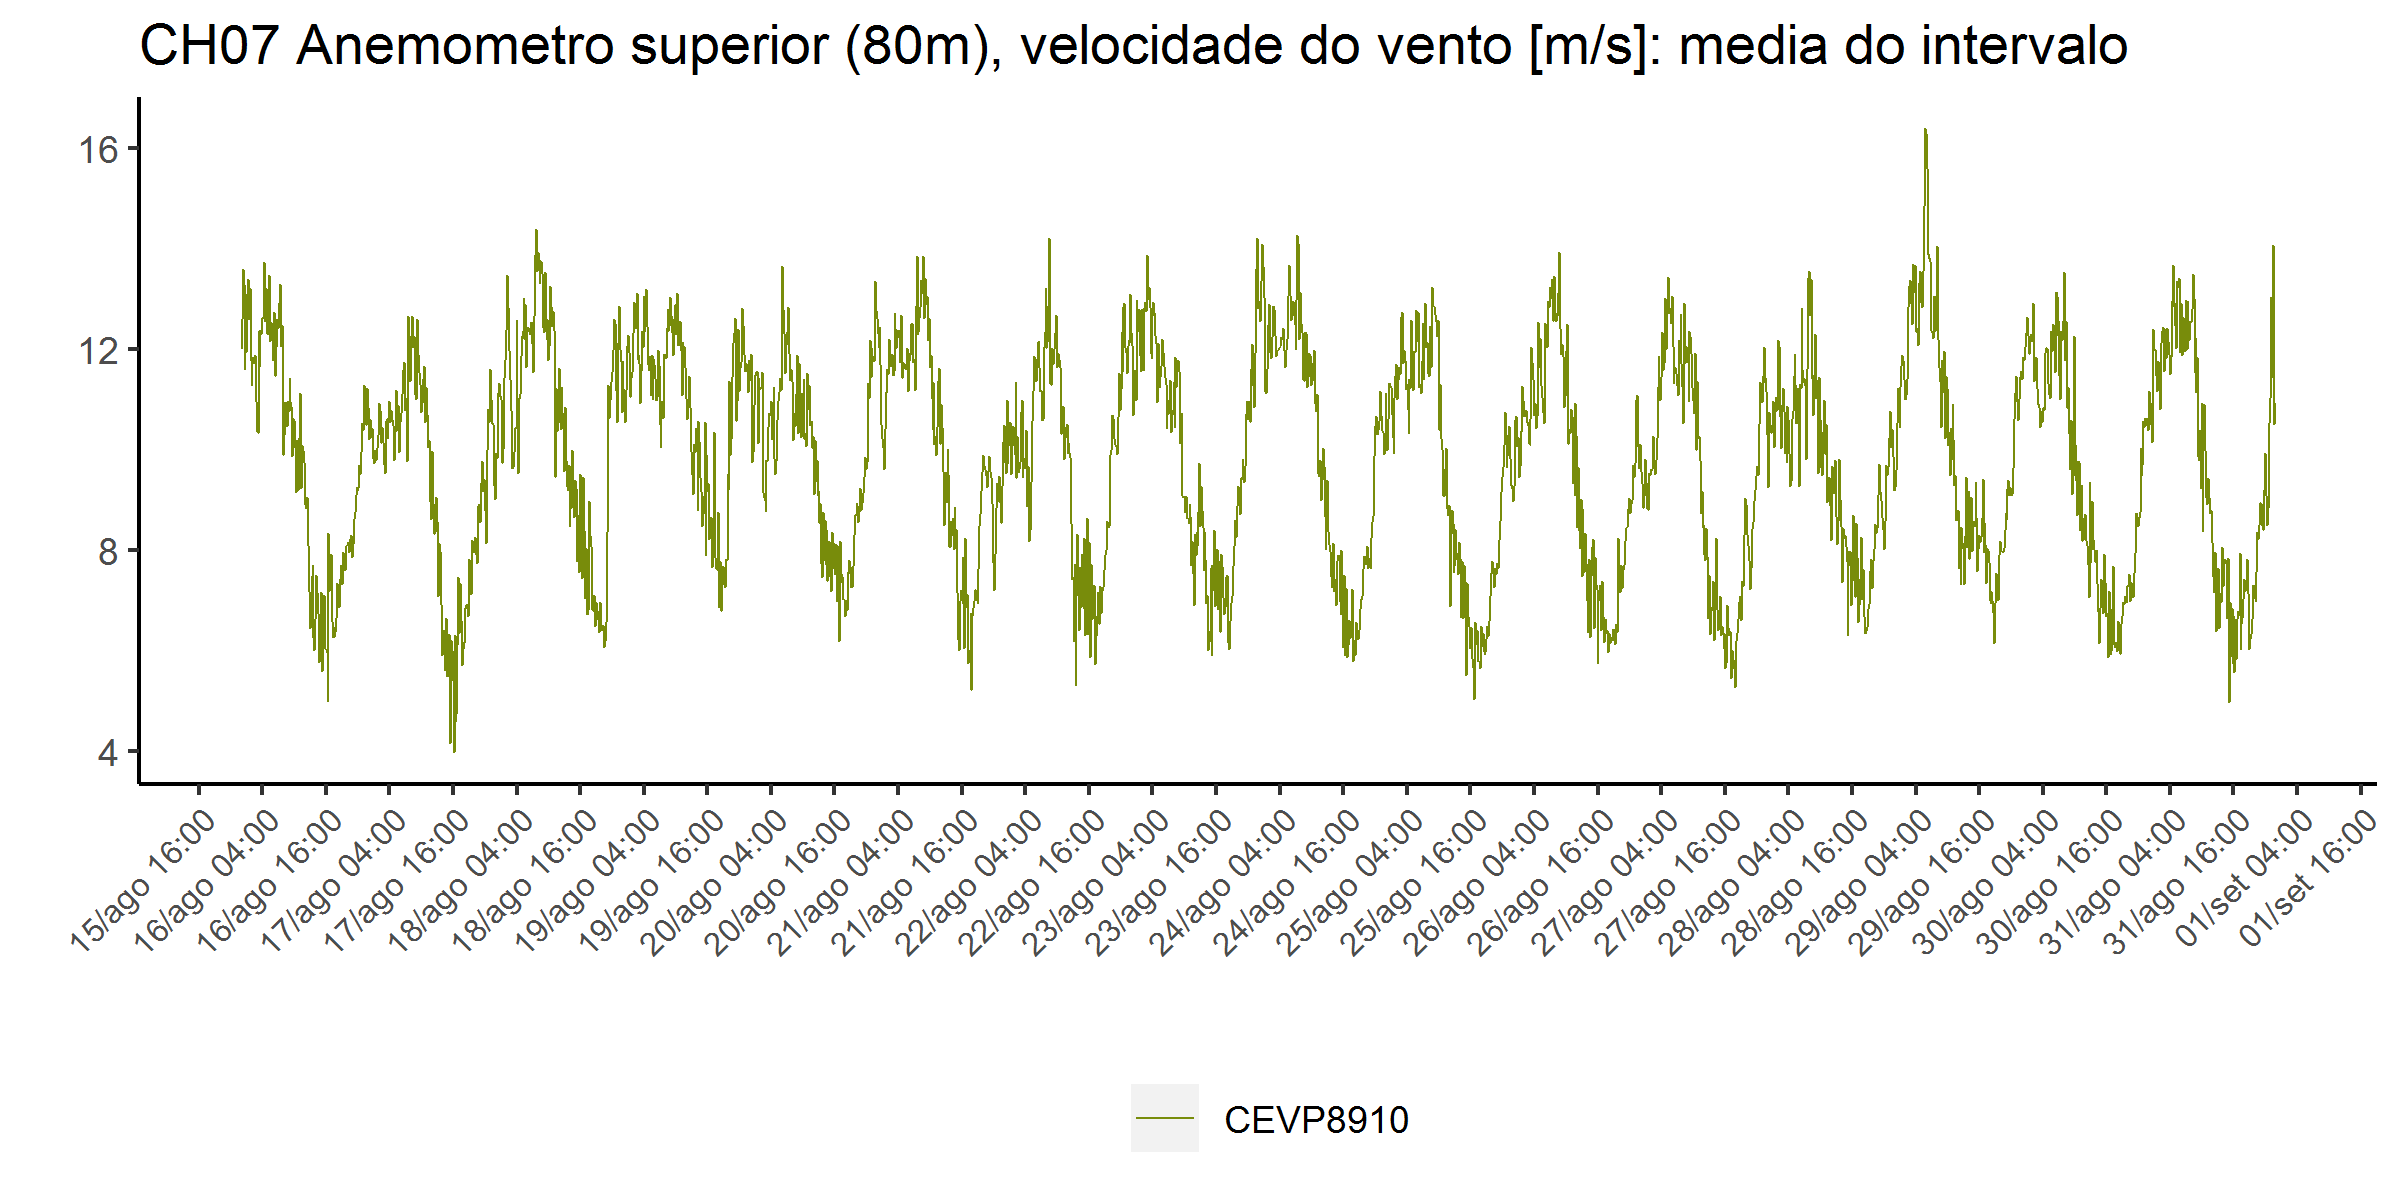 CH07 Anemometro superior (80m), velocidade do vento [m/s]: media do intervalo
16
12
8
4
15/ago 16:00
16/ago 04:00
16/ago 16:00
17/ago 04:00
17/ago 16:00
18/ago 04:00
18/ago 16:00
19/ago 04:00
19/ago 16:00
20/ago 04:00
20/ago 16:00
21/ago 04:00
21/ago 16:00
22/ago 04:00
22/ago 16:00
23/ago 04:00
23/ago 16:00
24/ago 04:00
24/ago 16:00
25/ago 04:00
25/ago 16:00
26/ago 04:00
26/ago 16:00
27/ago 04:00
27/ago 16:00
28/ago 04:00
28/ago 16:00
29/ago 04:00
29/ago 16:00
30/ago 04:00
30/ago 16:00
31/ago 04:00
31/ago 16:00
01/set 04:00
01/set 16:00
CEVP8910